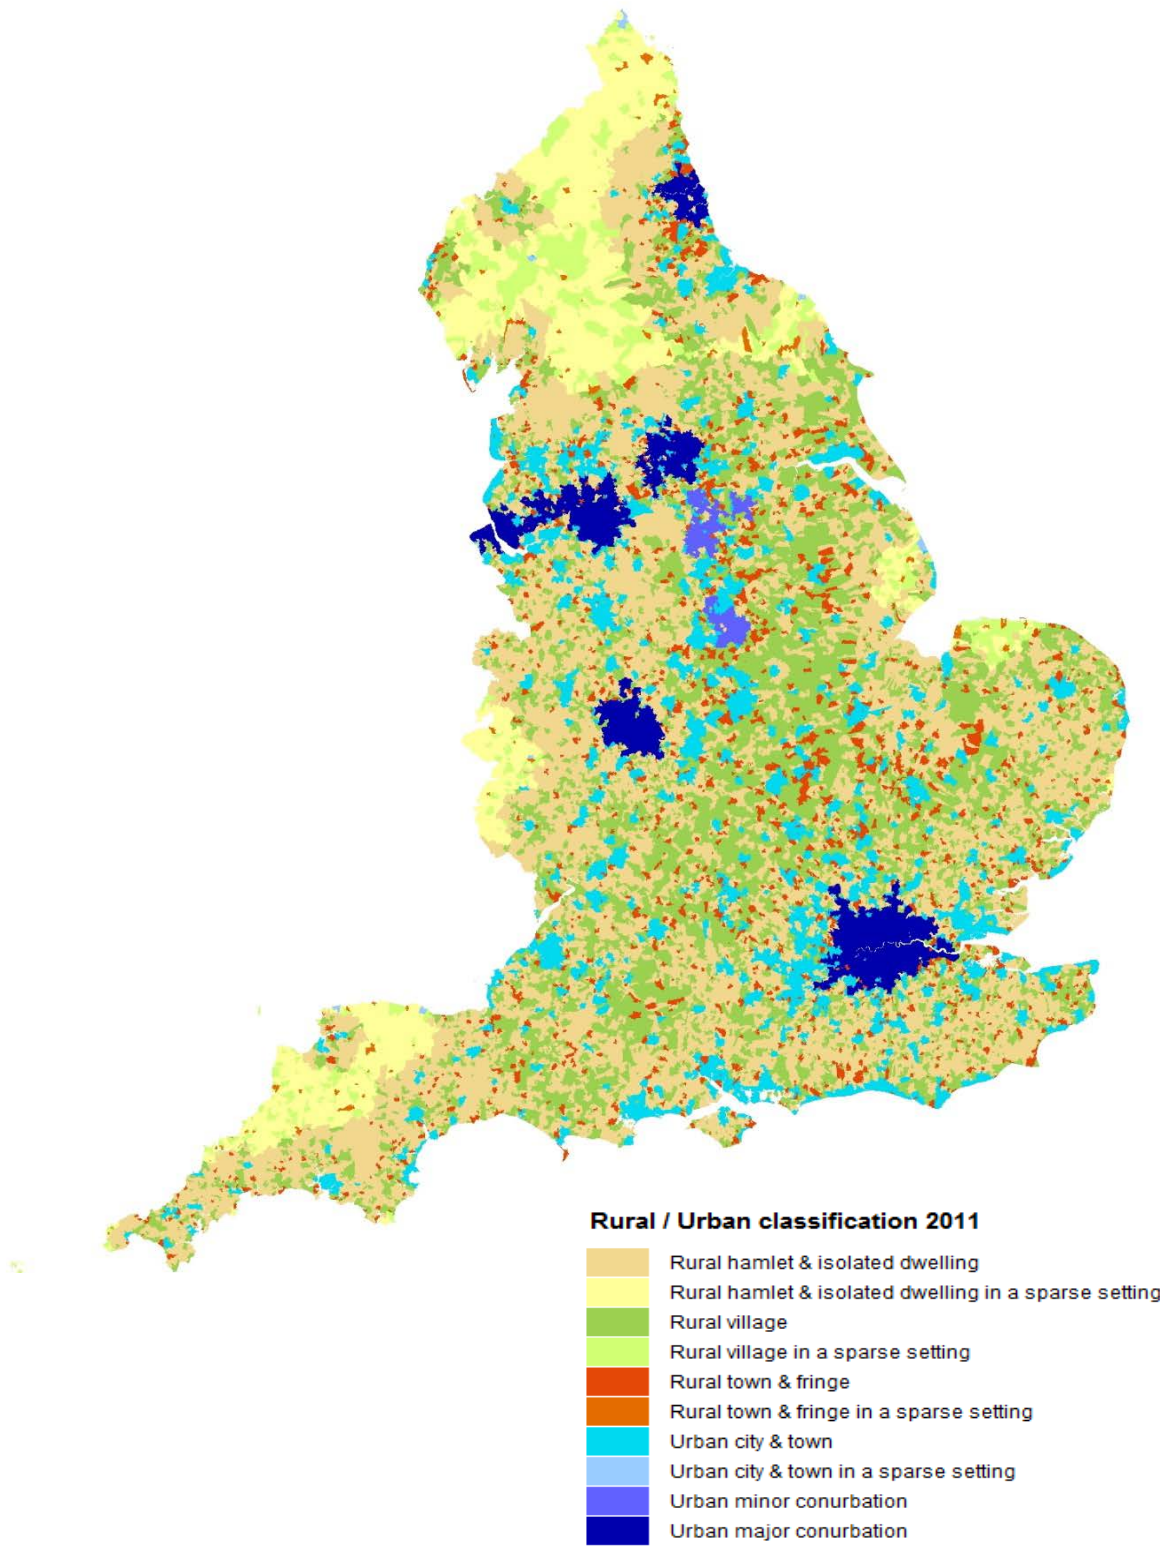 Rural / Urban classification 2011
Rural hamlet & isolated dwelling
Rural hamlet & isolated dwelling in a sparse setting
Rural village
Rural village in a sparse setting
Rural town & fringe
Rural town & fringe in a sparse setting
Urban city & town
Urban city & town in a sparse setting
Urban minor conurbation
Urban major conurbation